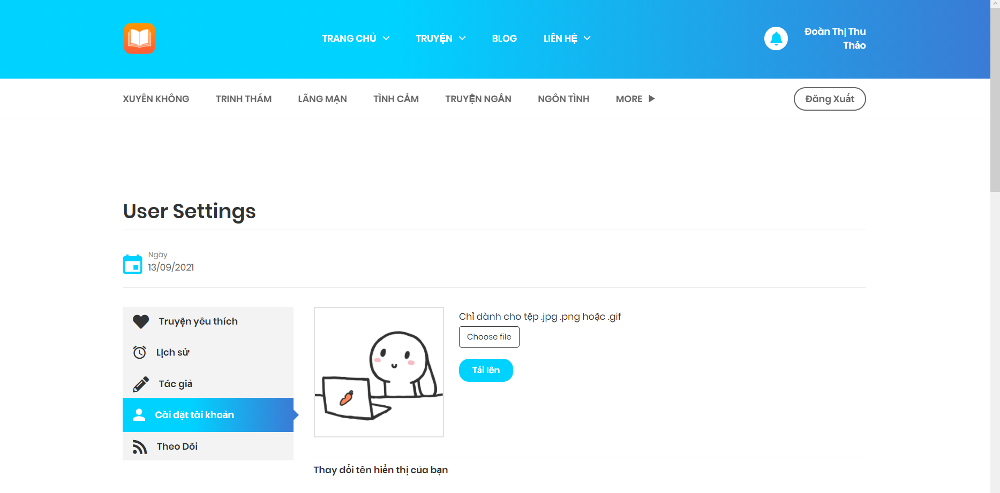 TRANG CHỦ TRUYỆN BLOG LIÊN HỆ
Đoàn Thị Thu
Thảo
XUYÊN KHÔNG TRINH THÁM LÃNG MẠN TÌNH CẢM TRUYỆN NGẮN NGÔN TÌNH MORE Đăng Xuất
User Settings
Ngày
13/09/2021
Truyện yêu thích
Lịch sử
Tác giả
Cài đặt tài khoản
Theo Dõi
Chỉ dành cho tệp .jpg .png hoặc .gif
Choose file
Tải lên
Thay đổi tên hiển thị của bạn